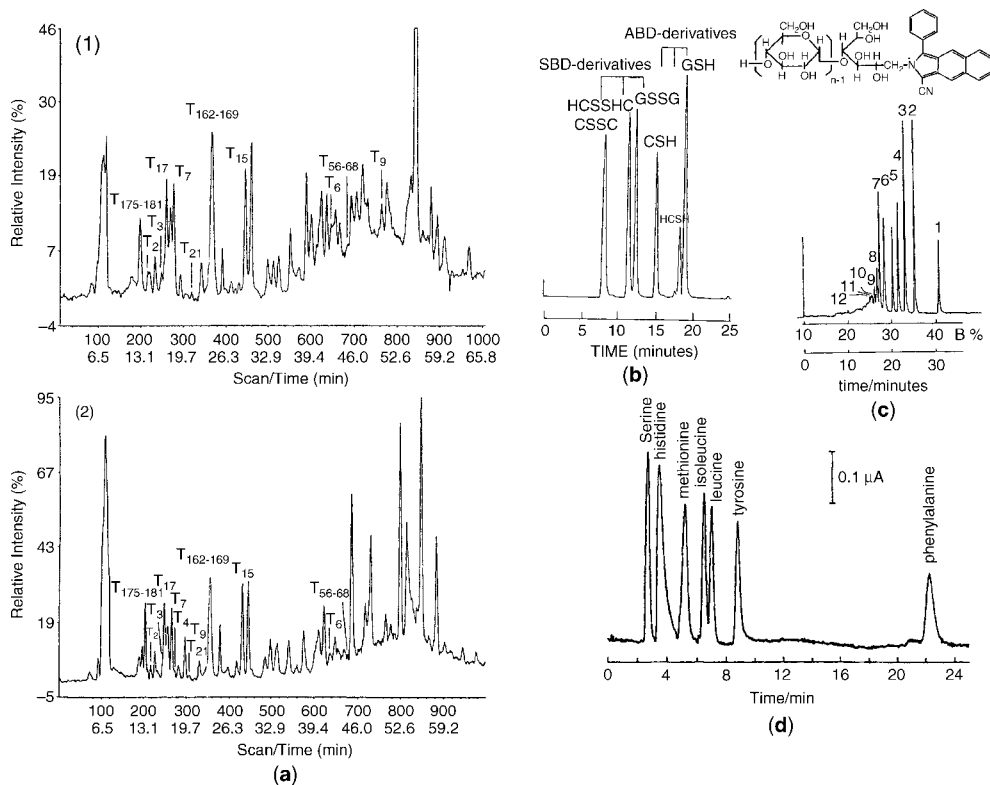 (1)
46
30
19
7
−4
Relative Intensity (%)
T175-181
T2
T3
T17
T7
T21
T162-169
T15
T6
T56-68
T9
100 200 300 400 500 600 700 800 900 1000
6.5 13.1 19.7 26.3 32.9 39.4 46.0 52.6 59.2 65.8
Scan/Time (min)
(2)
95
67
43
19
−5
Relative Intensity (%)
T175-181
T2
T3
T17
T7
T4
T9
T21
T162-169
T15
T56-68
T6
100 200 300 400 500 600 700 800 900
6.5 13.1 19.7 26.3 32.9 39.4 46.0 52.6 59.2
Scan/Time (min)
(a)
ABD-derivatives
GSH
SBD-derivatives
HCSSHC
GSSG
CSSC
CSH
HCSH
0 5 10 15 20 25
TIME (minutes)
(b)
CH2OH
O
H
OH
n-1
CH2OH
OH
CH2
N
CN
32
4
765
8
10
9
11
12
1
10 20 30 40 B %
0 10 20 30
time/minutes
(c)
Serine
histidine
methionine
isoleucine
leucine
tyrosine
0.1 μA
phenylalanine
0 4 8 12 16 20 24
Time/min
(d)